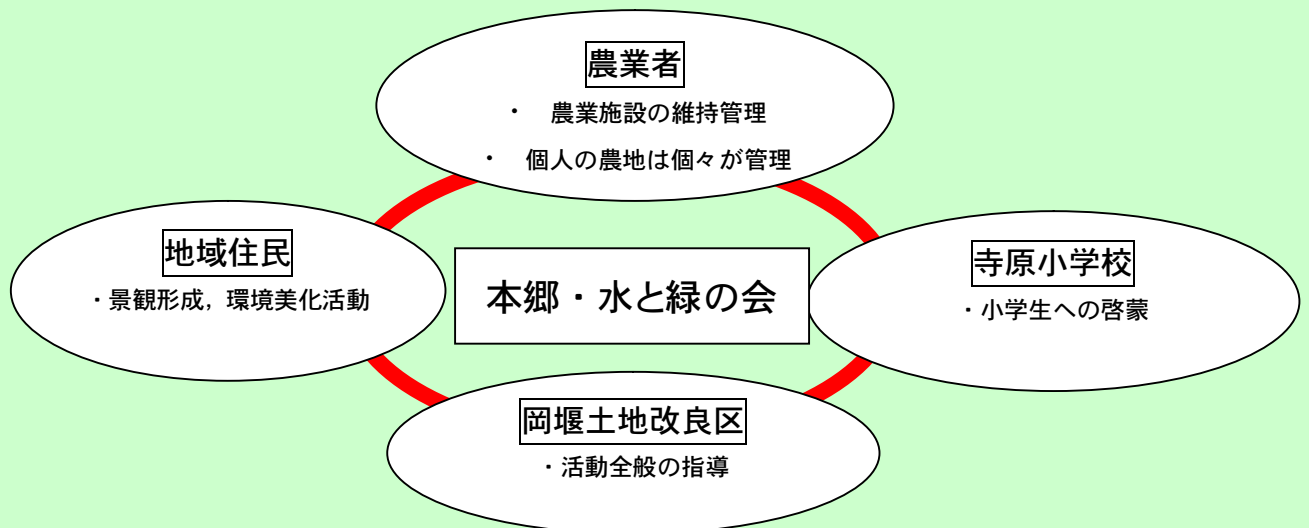 農業者
・ 農業施設の維持管理
・ 個人の農地は個々が管理
地域住民
・景観形成，環境美化活動
本郷・水と緑の会
寺原小学校
・小学生への啓蒙
岡堰土地改良区
・活動全般の指導